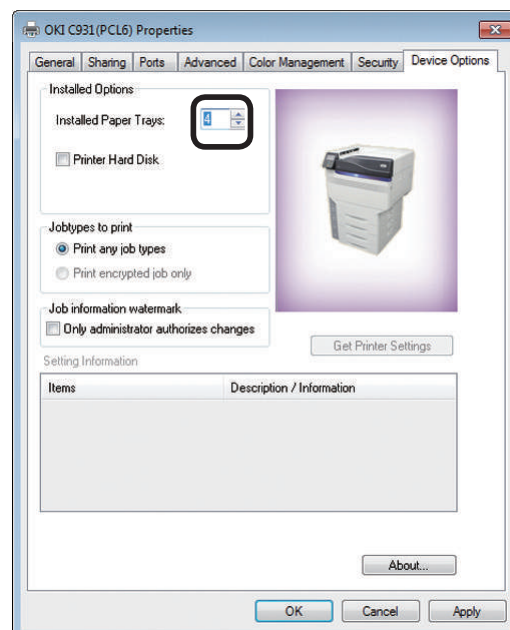 OKI C931(PCL6) Properties
General Sharing Ports Advanced Color Management Security Device Options
Installed Options
Installed Paper Trays: 4
Printer Hard Disk
Jobtypes to print
Print any job types
Print encrypted job only
Job information watermark
Only administrator authorizes changes
Get Printer Settings
Setting Information
Items Description / Information
About...
OK Cancel Apply